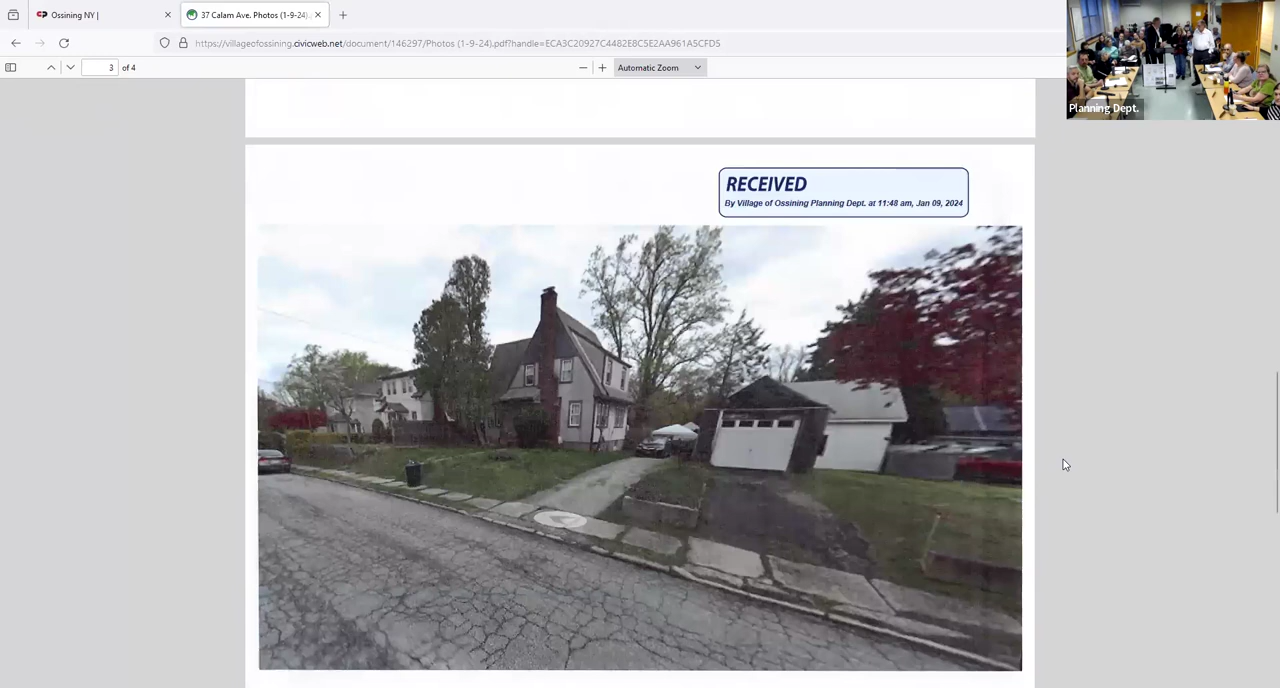 Ossining NY |
37 Calam Ave. Photos (1-9-24).
https://villageofossining.civicweb.net/document/146297/Photos (1-9-24).pdf?handle=ECA3C20927C4482E8C5E2AA961A5CFD5
3 of 4
Automatic Zoom
Planning Dept.
RECEIVED
By Village of Ossining Planning Dept. at 11:48 am, Jan 09, 2024